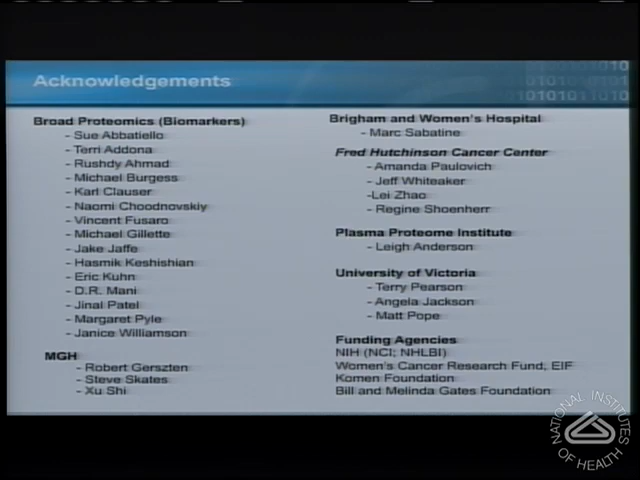 Acknowledgements
1010101010
01010101
01010101010
Broad Proteomics (Biomarkers)
- Sue Abbatiello
- Terri Addona
- Rushdy Ahmad
- Michael Burgess
- Karl Clauser
- Naomi Choodnovskiy
- Vincent Fusaro
- Michael Gillette
- Jake Jaffe
- Hasmik Keshishian
- Eric Kuhn
- D.R. Mani
- Jinal Patel
- Margaret Pyle
- Janice Williamson
MGH
- Robert Gerszten
- Steve Skates
- Xu Shi
Brigham and Women's Hospital
- Marc Sabatine
Fred Hutchinson Cancer Center
- Amanda Paulovich
- Jeff Whiteaker
-Lei Zhao
- Regine Shoenherr
Plasma Proteome Institute
- Leigh Anderson
University of Victoria
- Terry Pearson
- Angela Jackson
- Matt Pope
Funding Agencies
NIH (NCI; NHLBI)
Women's Cancer Research Fund, EIF
Komen Foundation
Bill and Melinda Gates Foundation
NATIONAL INSTITUTES OF HEALTH